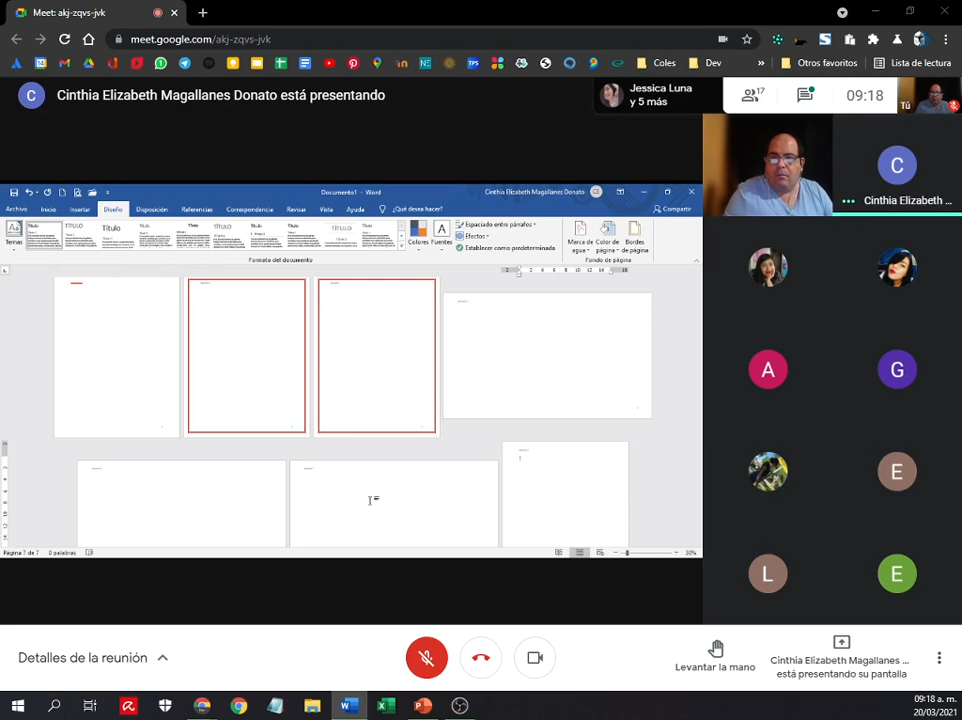 Meet: akj-zqvs-jvk
meet.google.com/akj-zqvs-jvk
Coles
Dev
Otros favoritos
Lista de lectura
C
Cinthia Elizabeth Magallanes Donato está presentando
Jessica Luna
y 5 más
17
09:18
Tú
Documento1 - Word
Cinthia Elizabeth Magallanes Donato
CE
Archivo
Inicio
Insertar
Diseño
Disposición
Referencias
Correspondencia
Revisar
Vista
Ayuda
¿Qué desea hacer?
Compartir
Temas
Colores
Fuentes
Espaciado entre párrafos
Efectos
Establecer como predeterminada
Marca de agua
Color de página
Bordes de página
Formato del documento
Fondo de página
Página 7 de 7
0 palabras
30%
C
Cinthia Elizabeth ...
A
G
E
L
E
Detalles de la reunión
Levantar la mano
Cinthia Elizabeth Magallanes ...
está presentando su pantalla
09:18 a. m.
20/03/2021